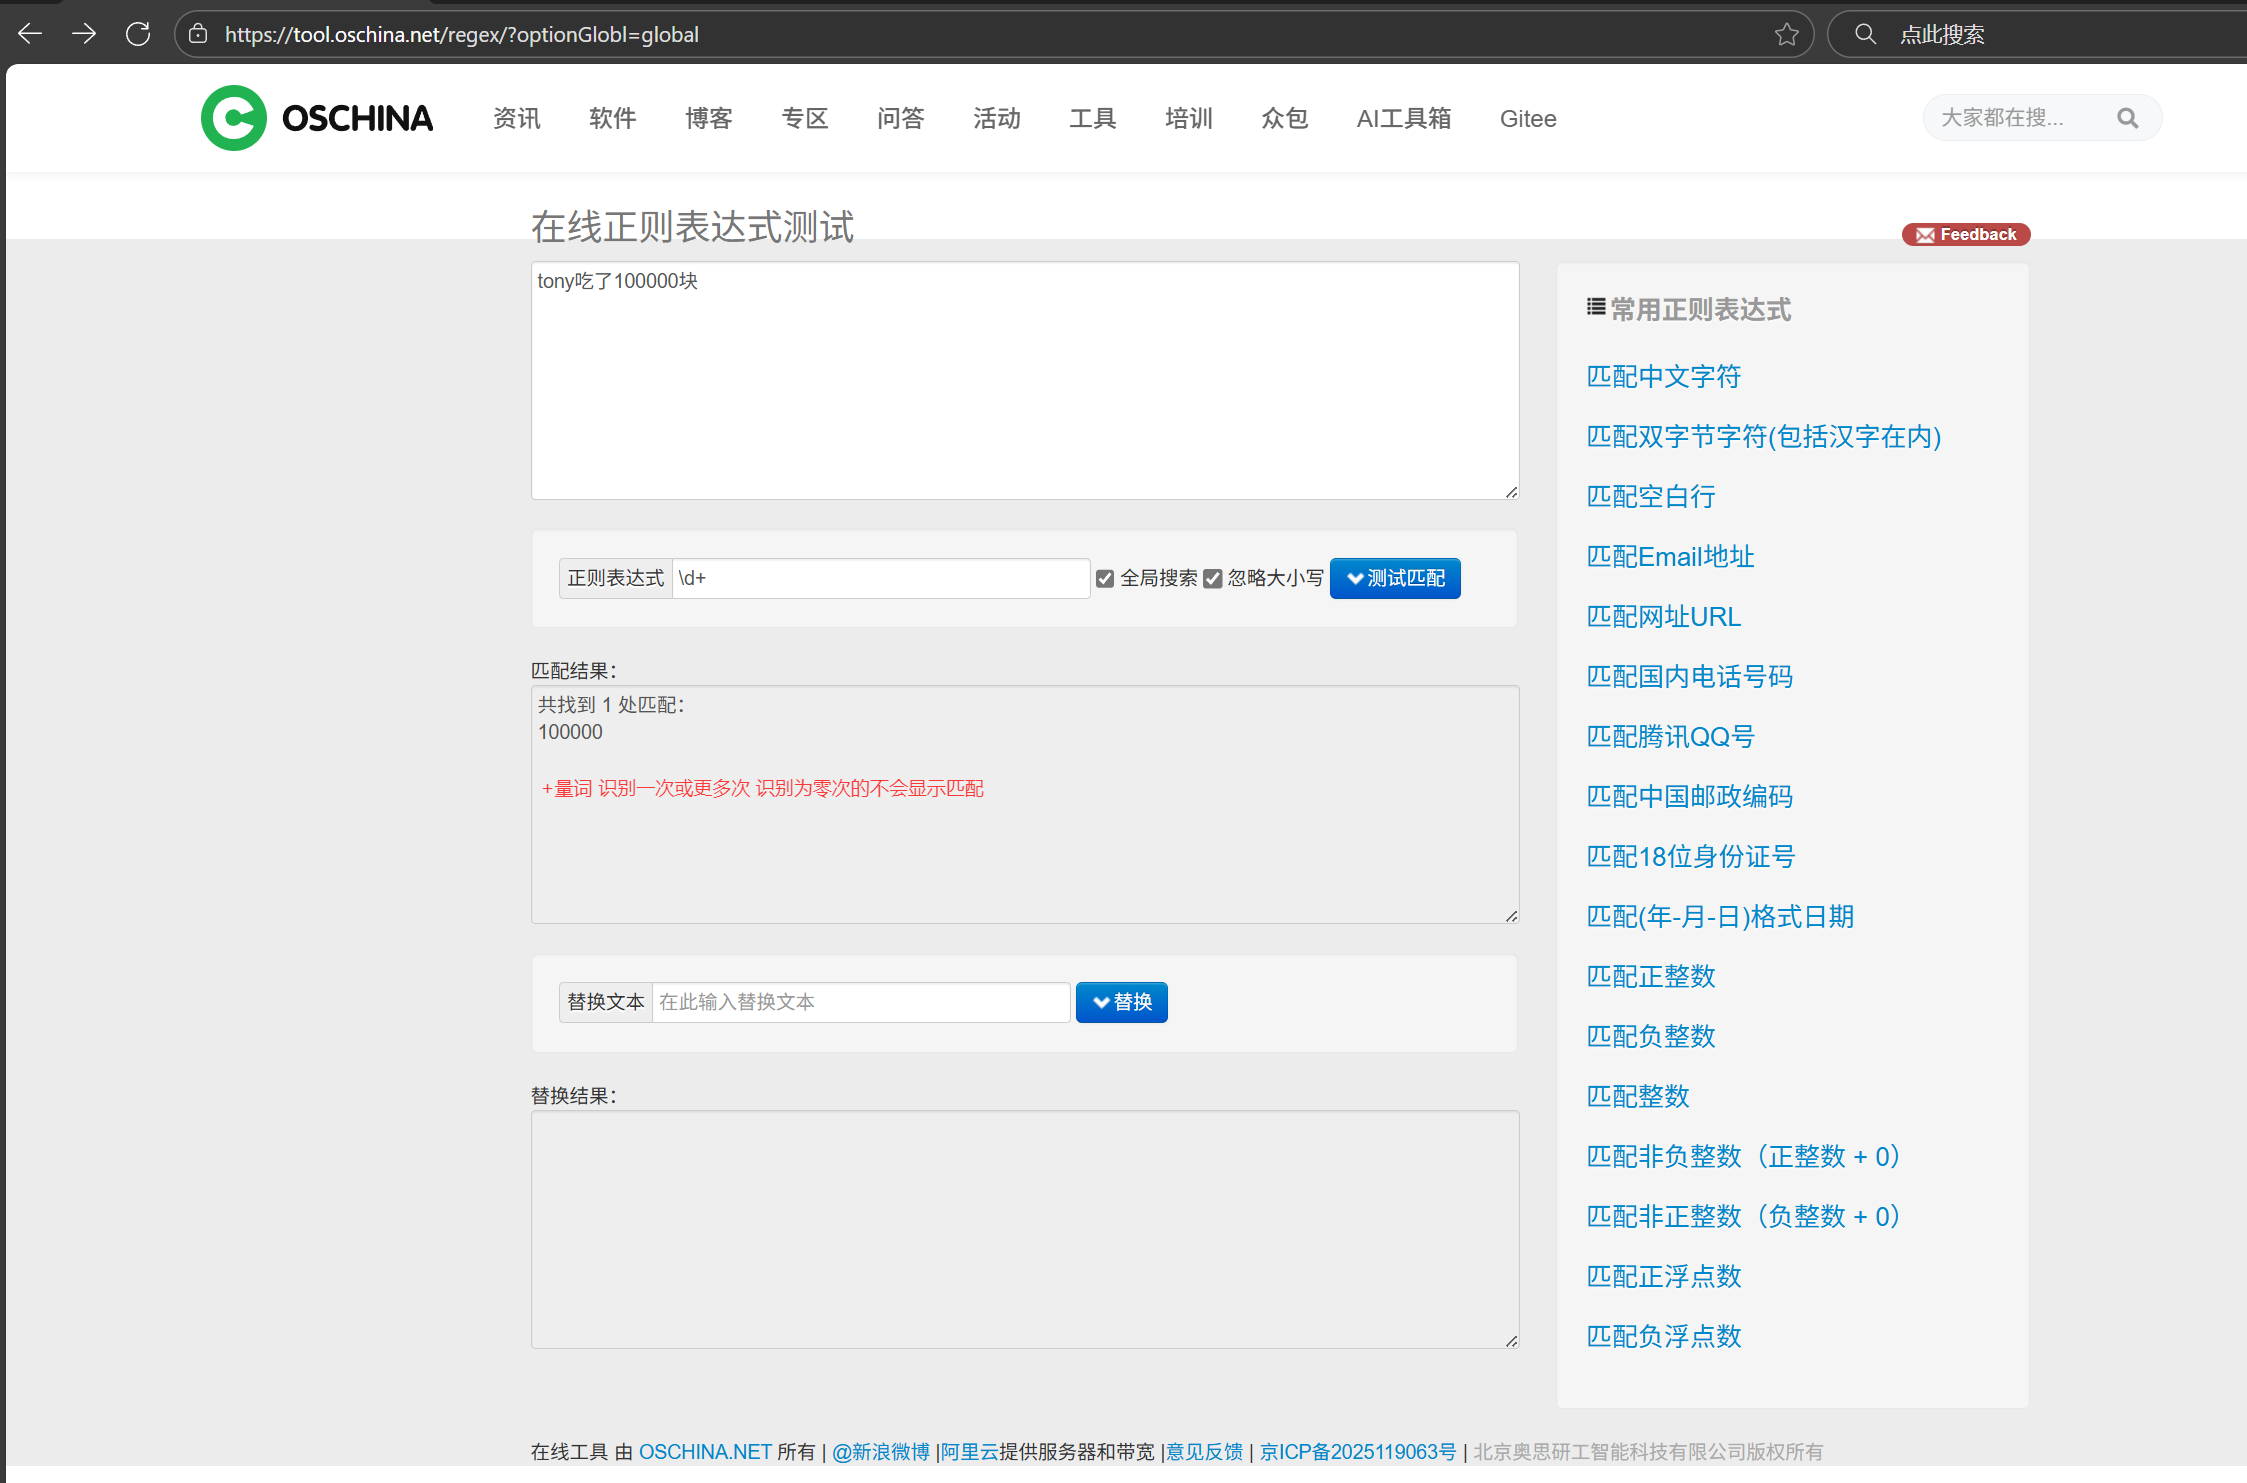 https://tool.oschina.net/regex/?optionGlobl=global
点此搜索
OSCHINA 资讯 软件 博客 专区 问答 活动 工具 培训 众包 AI工具箱 Gitee
大家都在搜...
在线正则表达式测试
Feedback
tony吃了100000块
正则表达式 \d+ 全局搜索 忽略大小写 测试匹配
匹配结果：
共找到 1 处匹配：
100000
+量词 识别一次或更多次 识别为零次的不会显示匹配
替换文本 在此输入替换文本 替换
替换结果：
常用正则表达式
匹配中文字符
匹配双字节字符(包括汉字在内)
匹配空白行
匹配Email地址
匹配网址URL
匹配国内电话号码
匹配腾讯QQ号
匹配中国邮政编码
匹配18位身份证号
匹配(年-月-日)格式日期
匹配正整数
匹配负整数
匹配整数
匹配非负整数（正整数 + 0）
匹配非正整数（负整数 + 0）
匹配正浮点数
匹配负浮点数
在线工具 由 OSCHINA.NET 所有 | @新浪微博 |阿里云提供服务器和带宽 |意见反馈 | 京ICP备2025119063号 | 北京奥思研工智能科技有限公司版权所有